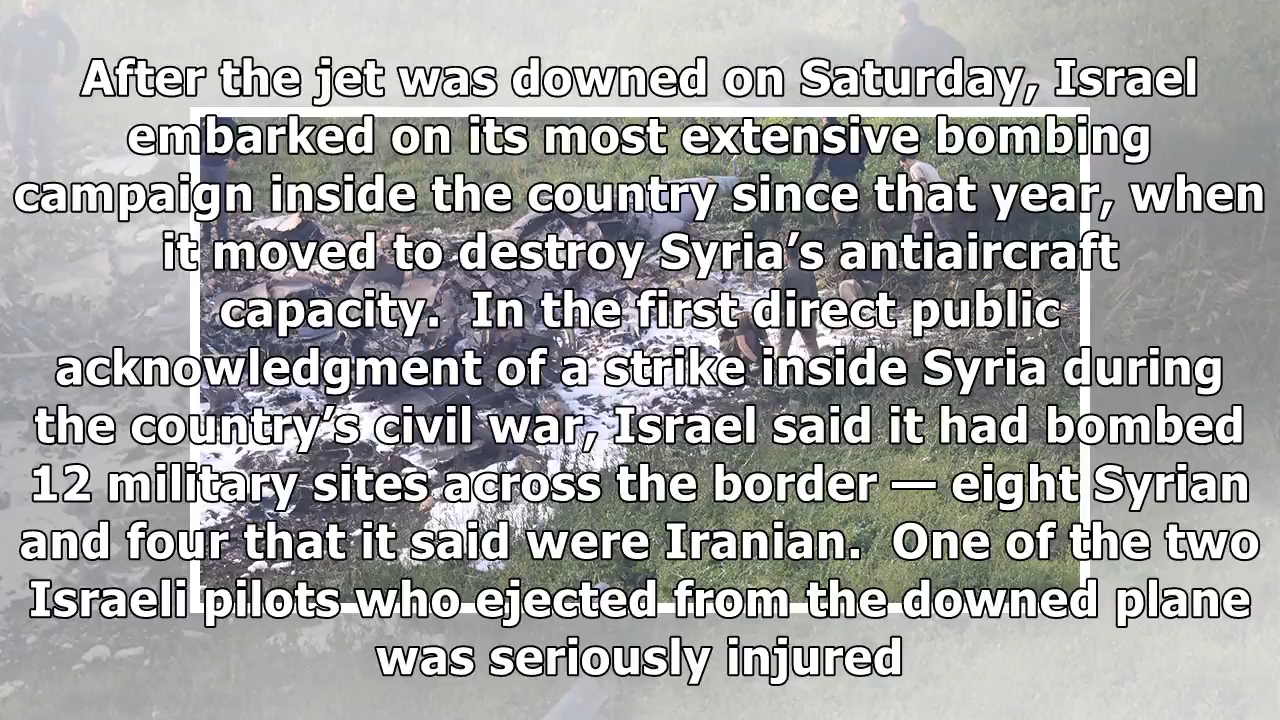 After the jet was downed on Saturday, Israel
embarked on its most extensive bombing
campaign inside the country since that year, when
it moved to destroy Syria’s antiaircraft
capacity.  In the first direct public
acknowledgment of a strike inside Syria during
the country’s civil war, Israel said it had bombed
12 military sites across the border — eight Syrian
and four that it said were Iranian.  One of the two
Israeli pilots who ejected from the downed plane
was seriously injured